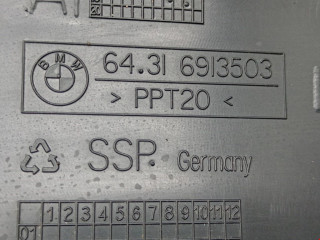 BMW
64.31 6913503
> PPT20 <
SSP. Germany
1 2 3 4 5 6 7 8 9 10 11 12
01